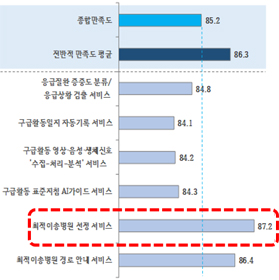 종합만족도
85.2
전반적 만족도 평균
86.3
응급질환 중증도 분류/
응급상황 검출 서비스
84.8
구급활동일지 자동기록 서비스
84.1
구급활동 영상·음성·생체신호
'수집-처리-분석' 서비스
84.2
구급활동 표준지침 AI가이드 서비스
84.3
최적이송병원 선정 서비스
87.2
최적이송병원 경로 안내 서비스
86.4